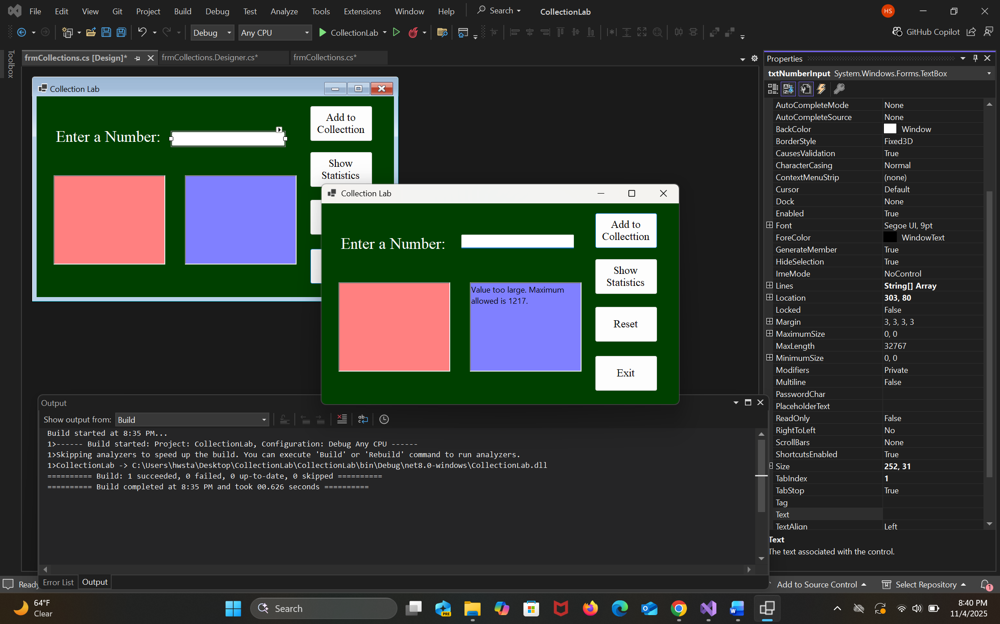 File Edit View Git Project Build Debug Test Analyze Tools Extensions Window Help Search CollectionLab HS
Debug Any CPU CollectionLab GitHub Copilot
Toolbox
frmCollections.cs [Design]* frmCollections.Designer.cs* frmCollections.cs*
Collection Lab
Enter a Number:
Add to
Collecttion
Show
Statistics
Collection Lab
Enter a Number:
Add to
Collecttion
Show
Statistics
Reset
Exit
Value too large. Maximum
allowed is 1217.
Output
Show output from: Build
Build started at 8:35 PM...
1>------ Build started: Project: CollectionLab, Configuration: Debug Any CPU ------
1>Skipping analyzers to speed up the build. You can execute 'Build' or 'Rebuild' command to run analyzers.
1>CollectionLab -> C:\Users\hwsta\Desktop\CollectionLab\CollectionLab\bin\Debug\net8.0-windows\CollectionLab.dll
========== Build: 1 succeeded, 0 failed, 0 up-to-date, 0 skipped ==========
========== Build completed at 8:35 PM and took 00.626 seconds ==========
Error List Output
Properties
txtNumberInput System.Windows.Forms.TextBox
AutoCompleteMode None
AutoCompleteSource None
BackColor Window
BorderStyle Fixed3D
CausesValidation True
CharacterCasing Normal
ContextMenuStrip (none)
Cursor Default
Dock None
Enabled True
Font Segoe UI, 9pt
ForeColor WindowText
GenerateMember True
HideSelection True
ImeMode NoControl
Lines String[] Array
Location 303, 80
Locked False
Margin 3, 3, 3, 3
MaximumSize 0, 0
MaxLength 32767
MinimumSize 0, 0
Modifiers Private
Multiline False
PasswordChar
PlaceholderText
ReadOnly False
RightToLeft No
ScrollBars None
ShortcutsEnabled True
Size 252, 31
TabIndex 1
TabStop True
Tag
Text
TextAlign Left
Text
The text associated with the control.
Ready Add to Source Control Select Repository 1
64°F
Clear
Search
PRE
8:40 PM
11/4/2025